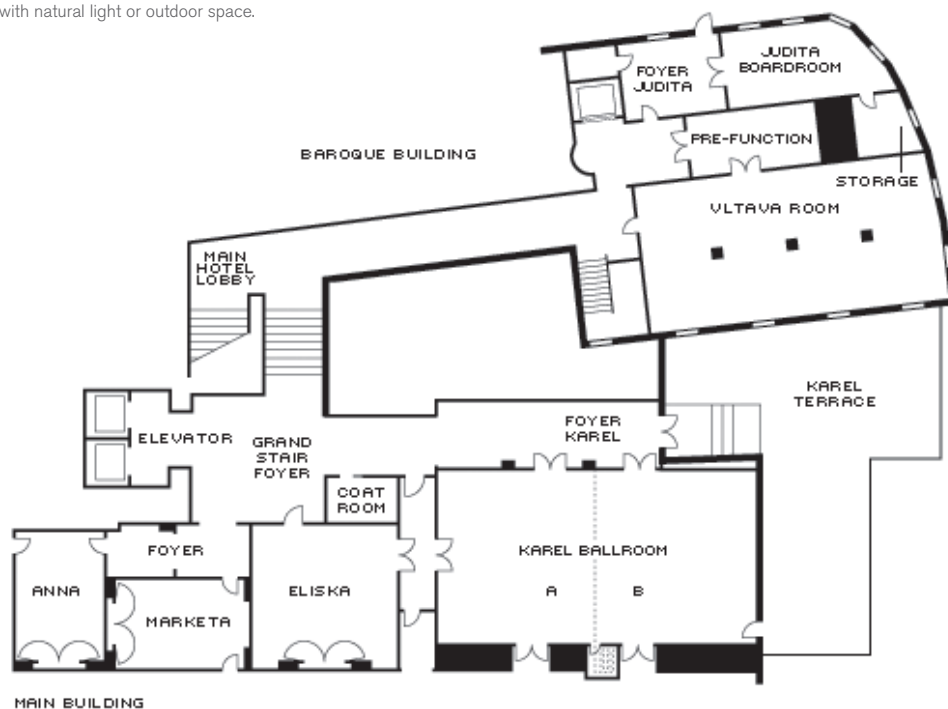 with natural light or outdoor space.
JUDITA
BOARDROOM
FOYER
JUDITA
PRE-FUNCTION
BAROQUE BUILDING
STORAGE
VLTAVA ROOM
MAIN
HOTEL
LOBBY
KAREL
TERRACE
FOYER
KAREL
ELEVATOR
GRAND
STAIR
FOYER
COAT
ROOM
FOYER
KAREL BALLROOM
ANNA
ELISKA
A
B
MARKETA
MAIN BUILDING